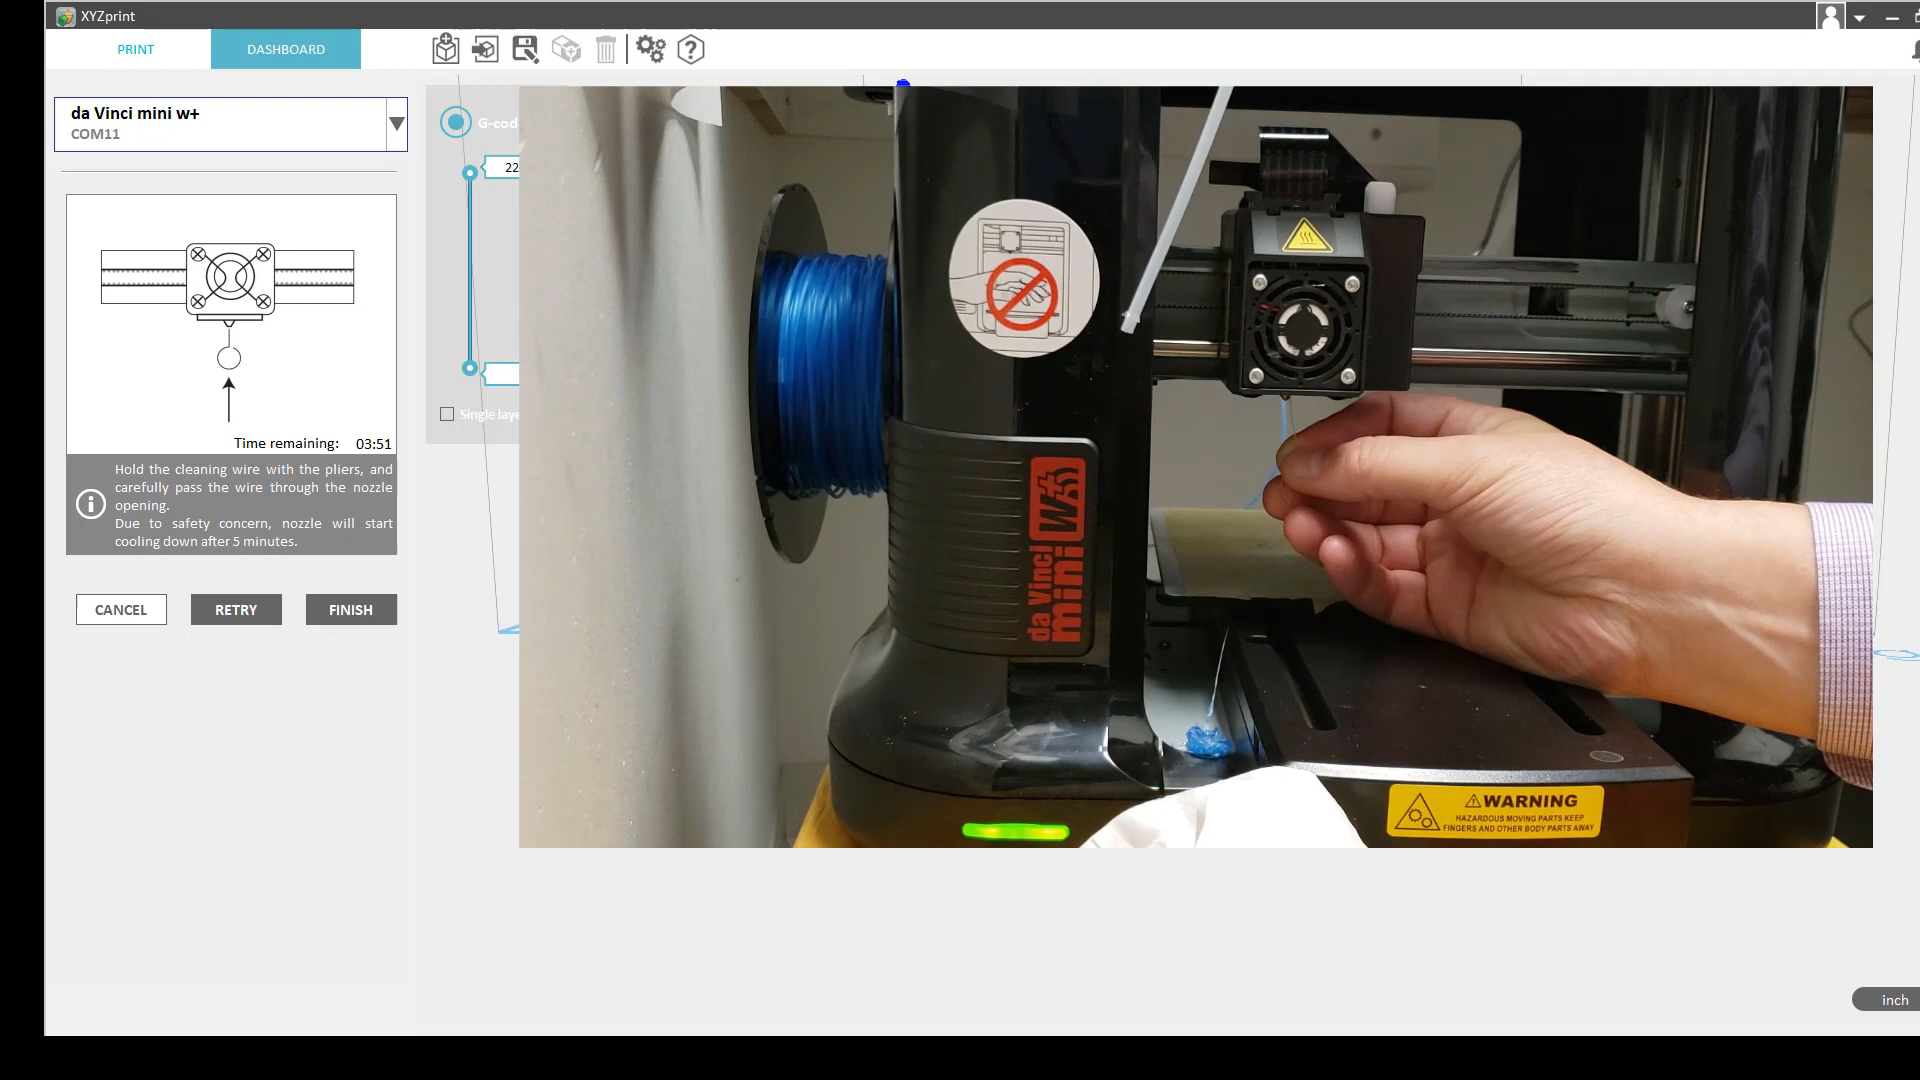 XYZprint
PRINT
DASHBOARD
da Vinci mini w+
COM11
G-cod
22
Single laye
Time remaining: 03:51
Hold the cleaning wire with the pliers, and
carefully pass the wire through the nozzle
opening.
Due to safety concern, nozzle will start
cooling down after 5 minutes.
CANCEL
RETRY
FINISH
da Vinci
mini
W+
WARNING
HAZARDOUS MOVING PARTS KEEP
FINGERS AND OTHER BODY PARTS AWAY
inch